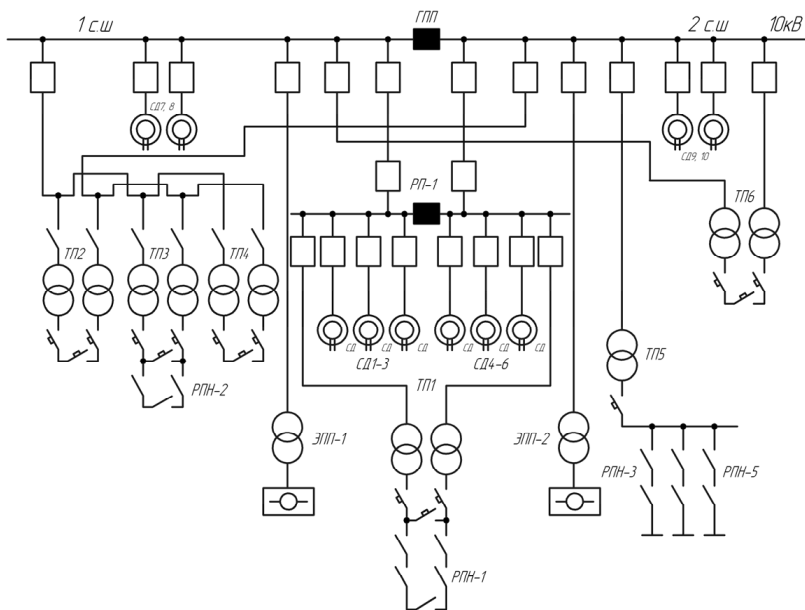 ГПП
1 с.ш
2 с.ш
10кВ
СД7, 8
СД9, 10
РП-1
ТП6
ТП2
ТП3
ТП4
СД
СД
СД
СД
СД
СД
СД1-3
СД4-6
ТП5
ТП1
РПН-2
ЭПП-1
ЭПП-2
РПН-3
РПН-5
РПН-1